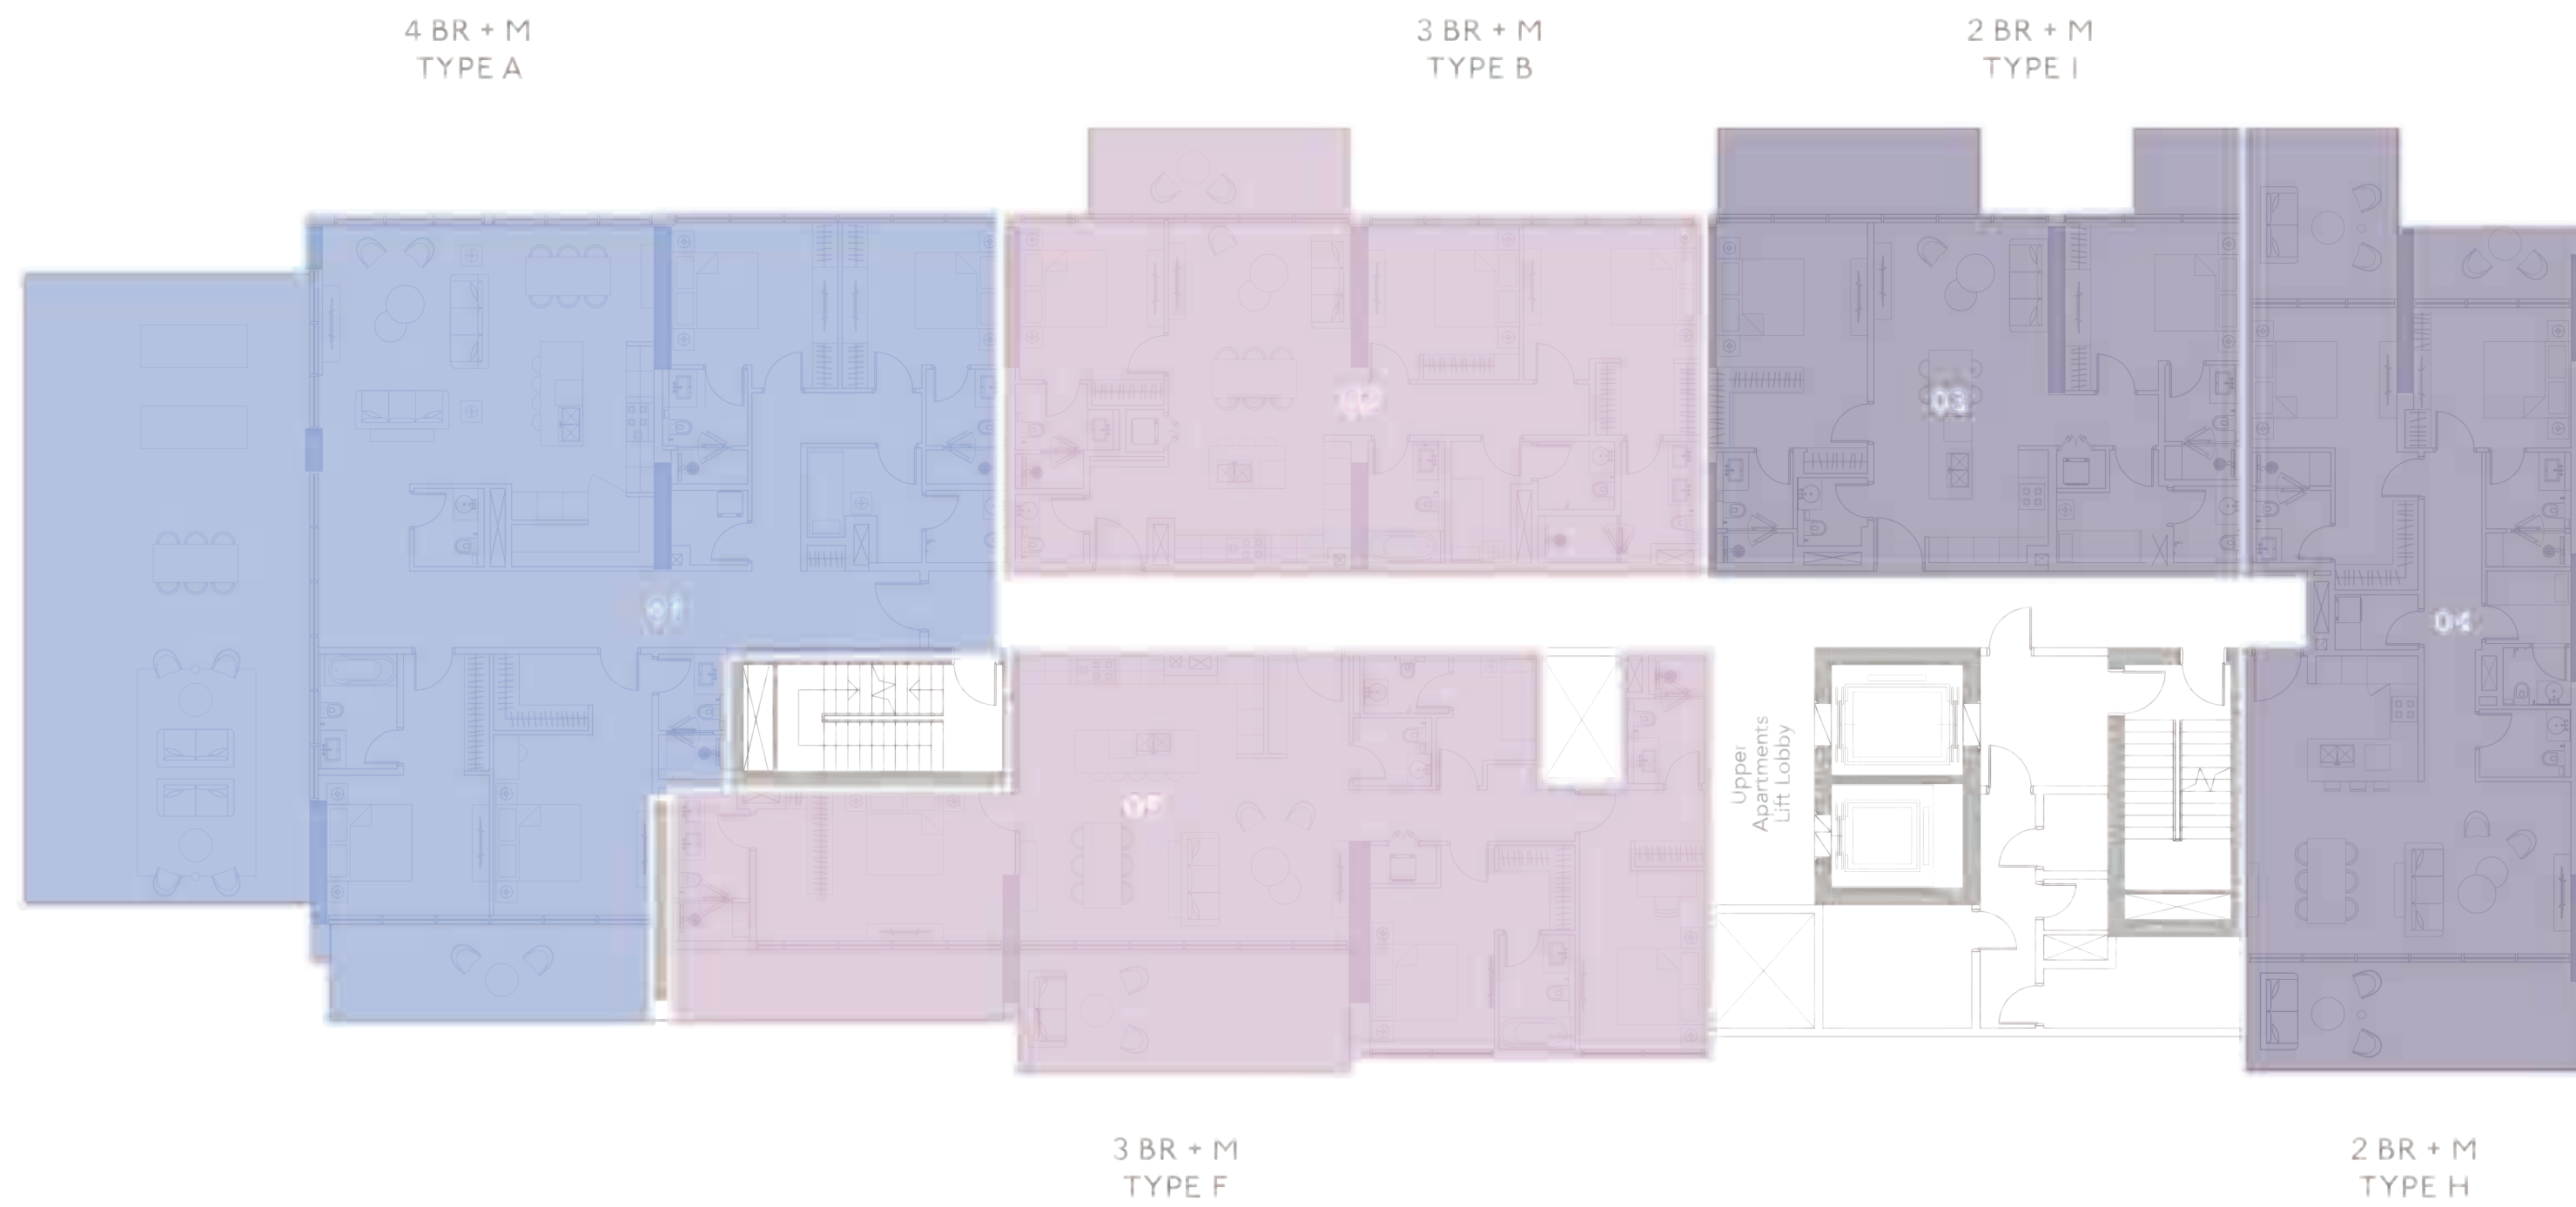 4 BR + M
TYPE A
3 BR + M
TYPE B
2 BR + M
TYPE I
01
02
03
04
05
Upper
Apartments
Lift Lobby
3 BR + M
TYPE F
2 BR + M
TYPE H